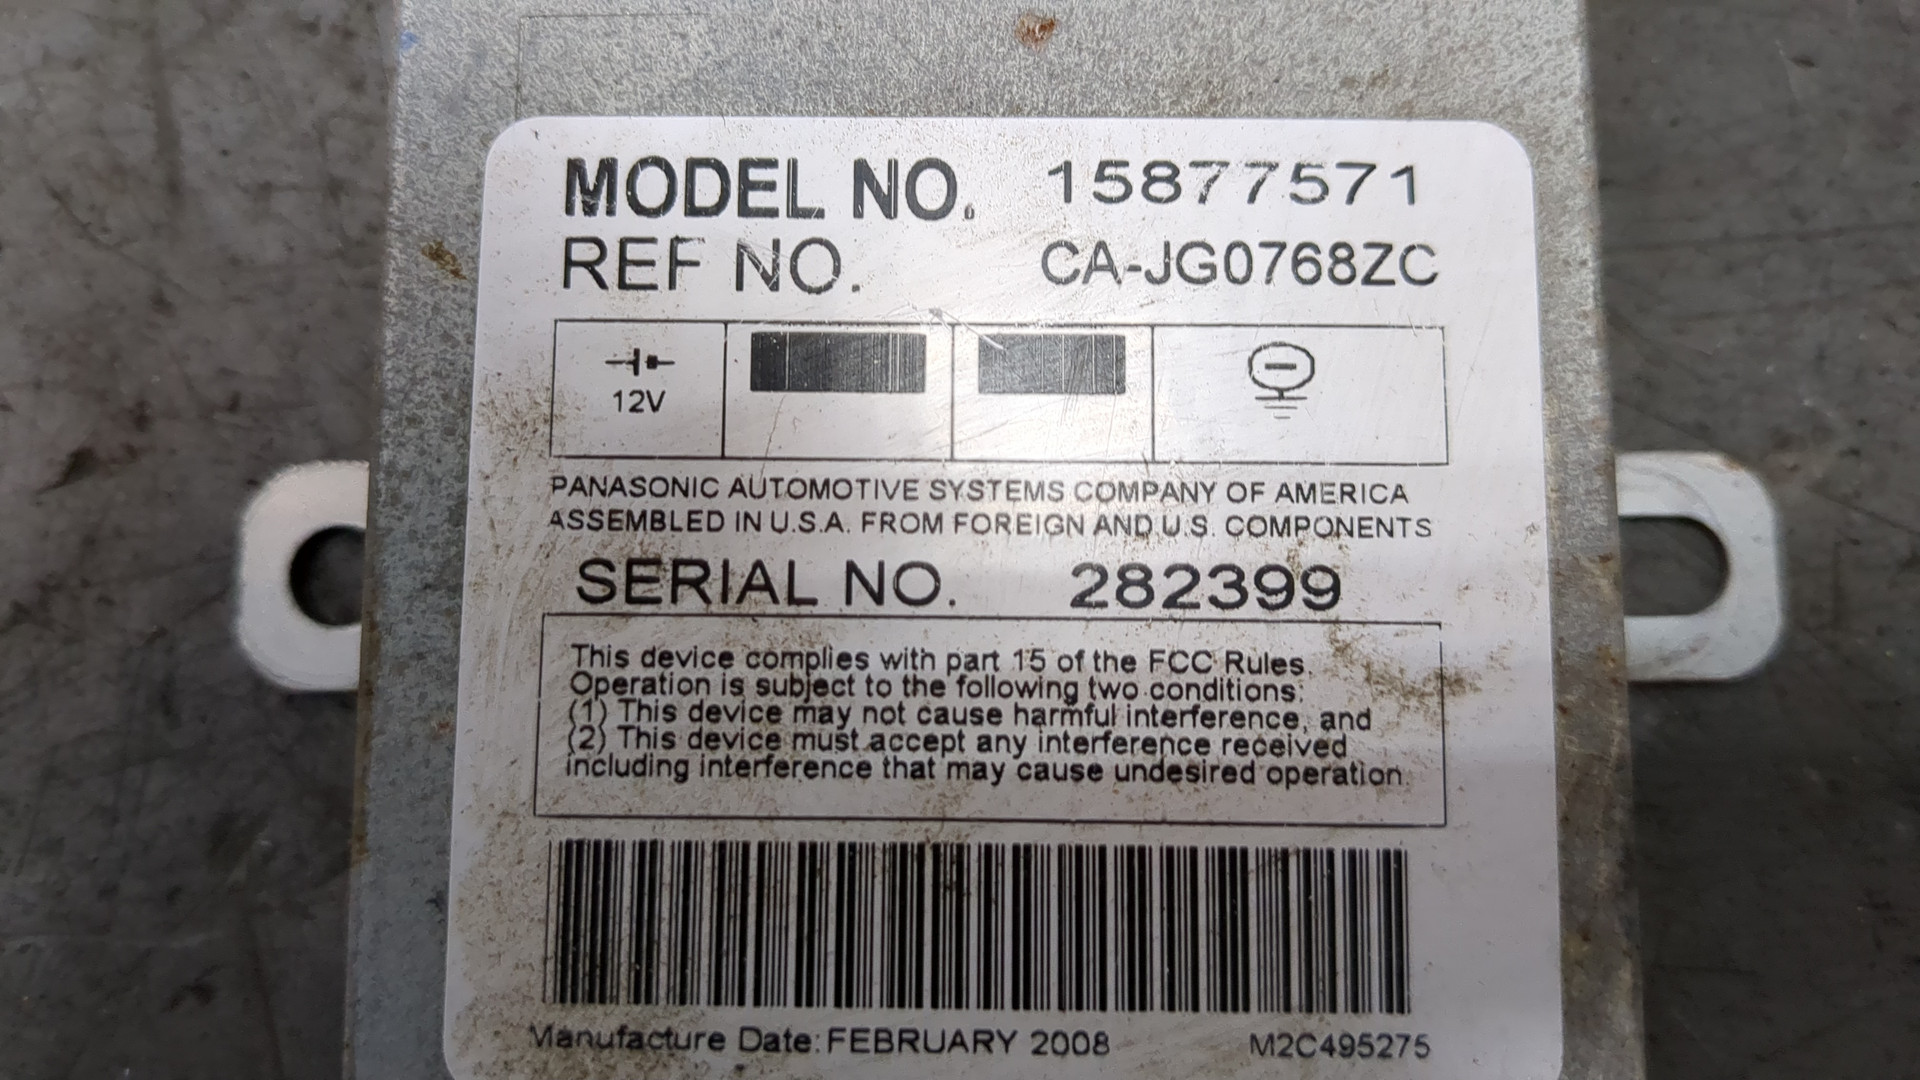 MODEL NO. 15877571
REF NO. CA-JG0768ZC
12V
PANASONIC AUTOMOTIVE SYSTEMS COMPANY OF AMERICA
ASSEMBLED IN U.S.A. FROM FOREIGN AND U.S. COMPONENTS
SERIAL NO. 282399
This device complies with part 15 of the FCC Rules.
Operation is subject to the following two conditions:
(1) This device may not cause harmful interference, and
(2) This device must accept any interference received
including interference that may cause undesired operation.
Manufacture Date: FEBRUARY 2008 M2C495275